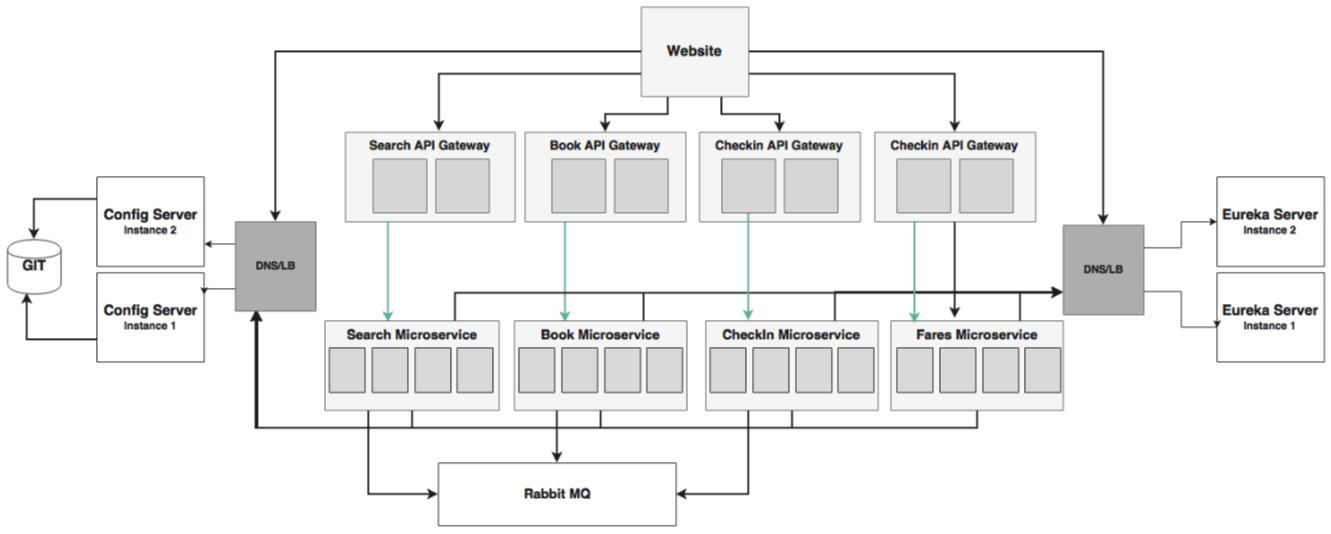 Website
Search API Gateway
Book API Gateway
Checkin API Gateway
Checkin API Gateway
Config Server
Instance 2
Eureka Server
Instance 2
GIT
DNS/LB
DNS/LB
Config Server
Instance 1
Eureka Server
Instance 1
Search Microservice
Book Microservice
CheckIn Microservice
Fares Microservice
Rabbit MQ